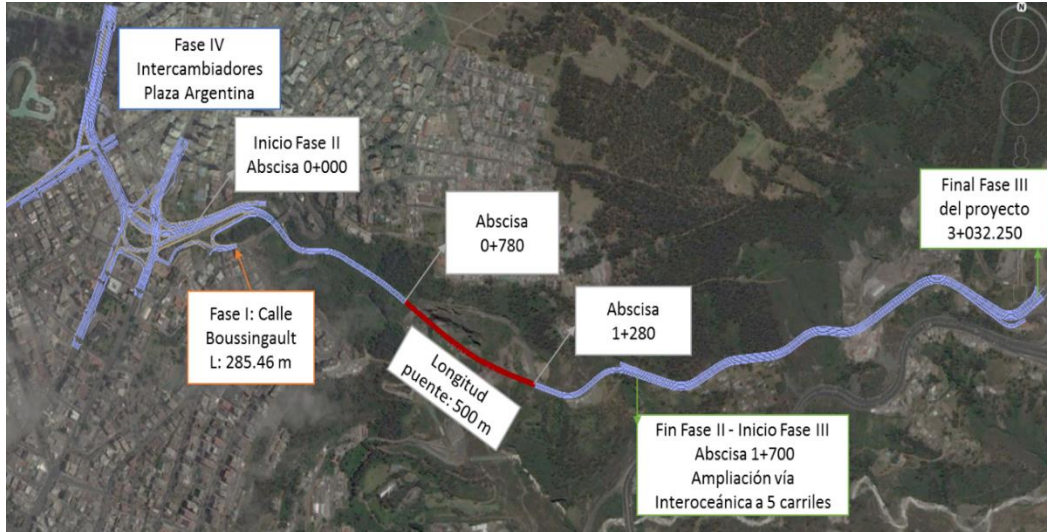 Fase IV
Intercambiadores
Plaza Argentina
Inicio Fase II
Abscisa 0+000
Abscisa
0+780
Final Fase III
del proyecto
3+032.250
Fase I: Calle
Boussingault
L: 285.46 m
Abscisa
1+280
Longitud
puente: 500 m
Fin Fase II - Inicio Fase III
Abscisa 1+700
Ampliación vía
Interoceánica a 5 carriles
N